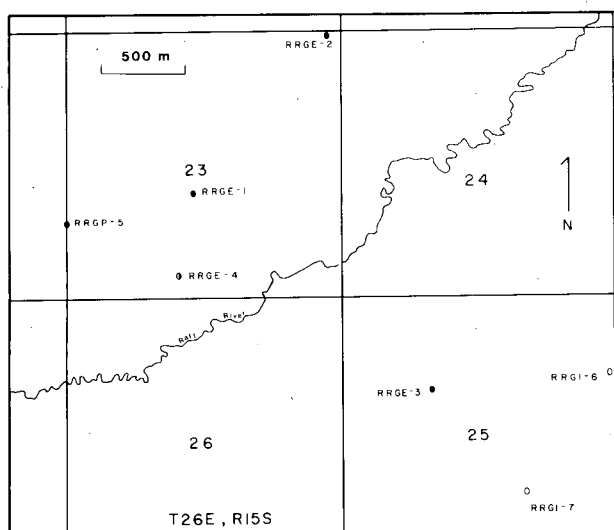 RRGE-2
500 m
23
24
RRGE-1
RRGP-5
N
RRGE-4
Raft River
RRGI-6
RRGE-3
26
25
RRGI-7
T26E, R15S